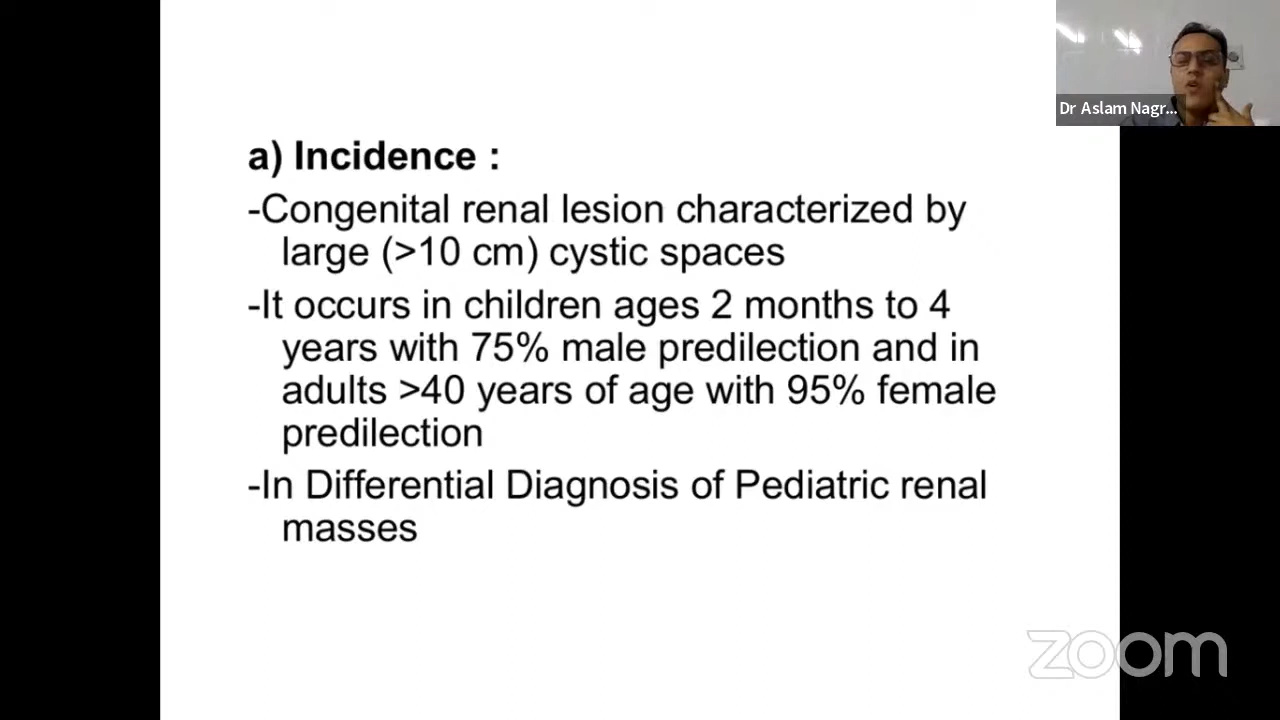 Dr Aslam Nagr...
a) Incidence :
-Congenital renal lesion characterized by
large (>10 cm) cystic spaces
-It occurs in children ages 2 months to 4
years with 75% male predilection and in
adults >40 years of age with 95% female
predilection
-In Differential Diagnosis of Pediatric renal
masses
zoom